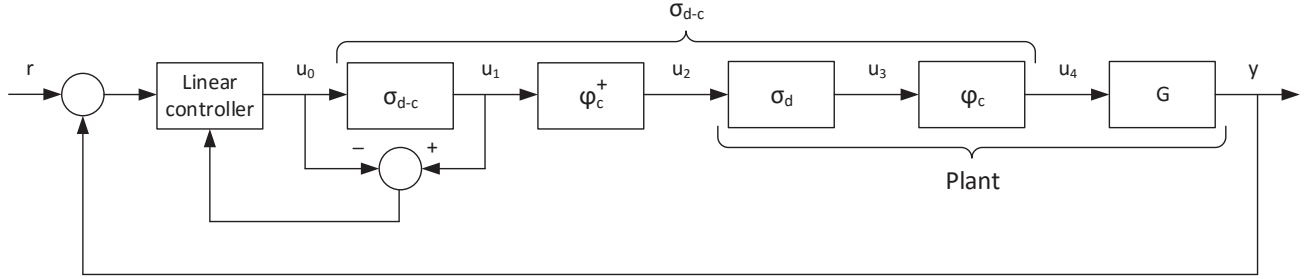 σd-c
r
Linear
controller
u0
σd-c
u1
φc+
u2
σd
u3
φc
u4
G
y
−
+
Plant